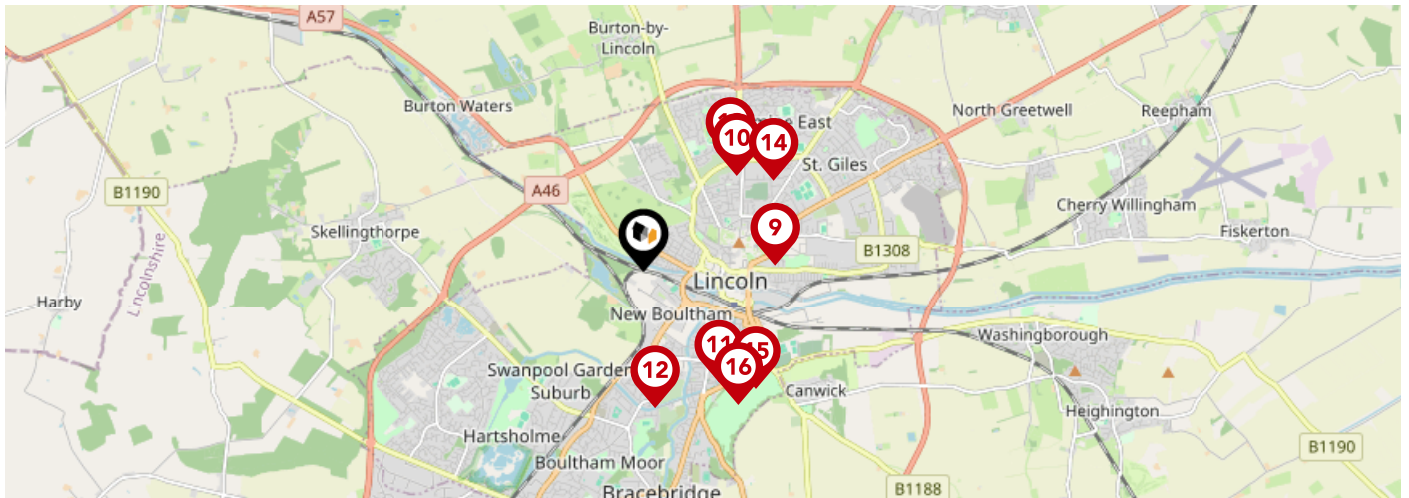 A57
Burton-by-
Lincoln
Burton Waters
East
North Greetwell
Reepham
10
14
St. Giles
B1190
A46
Cherry Willingham
Skellingthorpe
9
Fiskerton
B1308
Lincolnshire
Lincoln
Harby
New Boultham
Washingborough
11
15
16
12
Swanpool Garden
Suburb
Canwick
Heighington
Hartsholme
B1190
Boultham Moor
Bracebridge
B1188